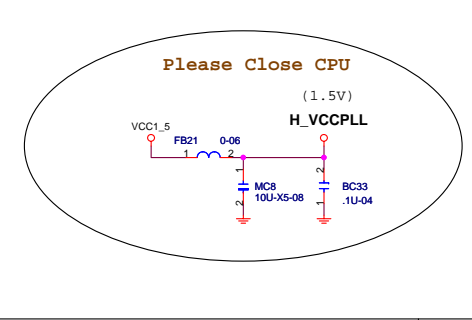 Please Close CPU
(1.5V)
H_VCCPLL
VCC1_5
FB21 0-06
1 2
1 2
MC8 BC33
10U-X5-08 .1U-04
2 1